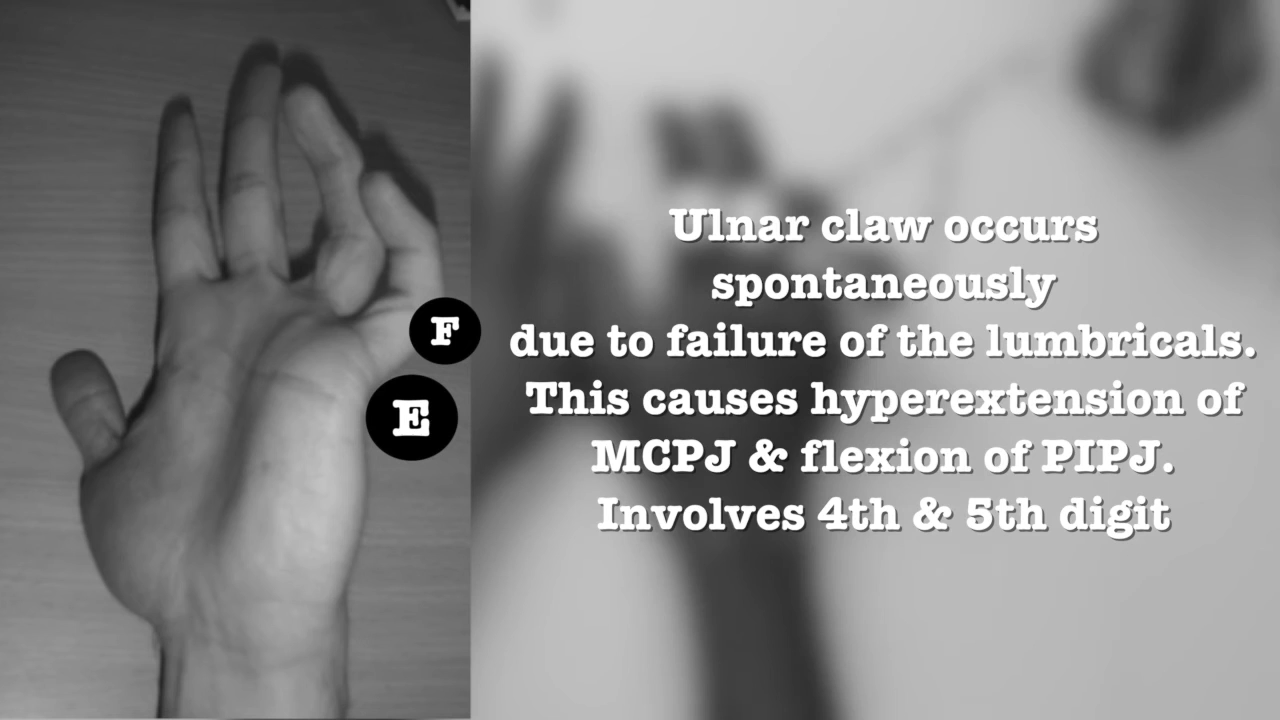 F
E
Ulnar claw occurs
spontaneously
due to failure of the lumbricals.
This causes hyperextension of
MCPJ & flexion of PIPJ.
Involves 4th & 5th digit